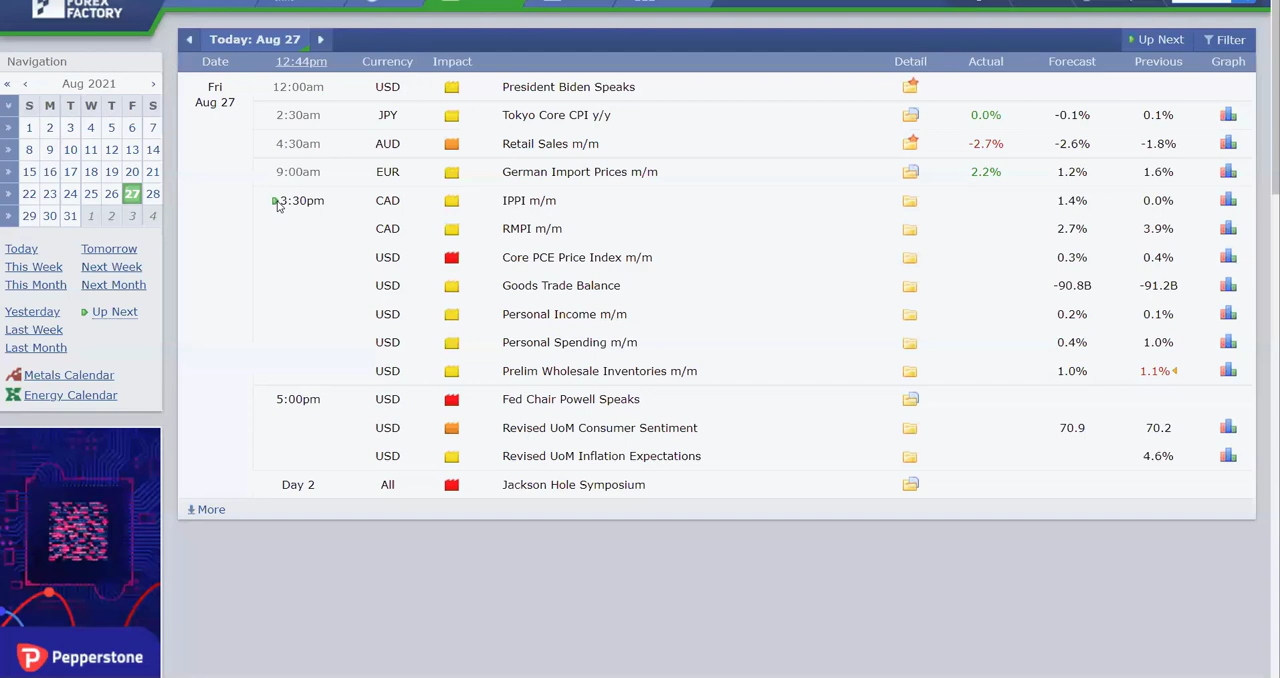 FOREX
FACTORY
Navigation
« ‹ Aug 2021 ›
S M T W T F S
» 1 2 3 4 5 6 7
» 8 9 10 11 12 13 14
» 15 16 17 18 19 20 21
» 22 23 24 25 26 27 28
» 29 30 31 1 2 3 4
Today Tomorrow
This Week Next Week
This Month Next Month
Yesterday Up Next
Last Week
Last Month
Metals Calendar
Energy Calendar
Pepperstone
Today: Aug 27 Up Next Filter
Date 12:44pm Currency Impact Detail Actual Forecast Previous Graph
Fri 12:00am USD President Biden Speaks
Aug 27
2:30am JPY Tokyo Core CPI y/y 0.0% -0.1% 0.1%
4:30am AUD Retail Sales m/m -2.7% -2.6% -1.8%
9:00am EUR German Import Prices m/m 2.2% 1.2% 1.6%
3:30pm CAD IPPI m/m 1.4% 0.0%
CAD RMPI m/m 2.7% 3.9%
USD Core PCE Price Index m/m 0.3% 0.4%
USD Goods Trade Balance -90.8B -91.2B
USD Personal Income m/m 0.2% 0.1%
USD Personal Spending m/m 0.4% 1.0%
USD Prelim Wholesale Inventories m/m 1.0% 1.1%
5:00pm USD Fed Chair Powell Speaks
USD Revised UoM Consumer Sentiment 70.9 70.2
USD Revised UoM Inflation Expectations 4.6%
Day 2 All Jackson Hole Symposium
More